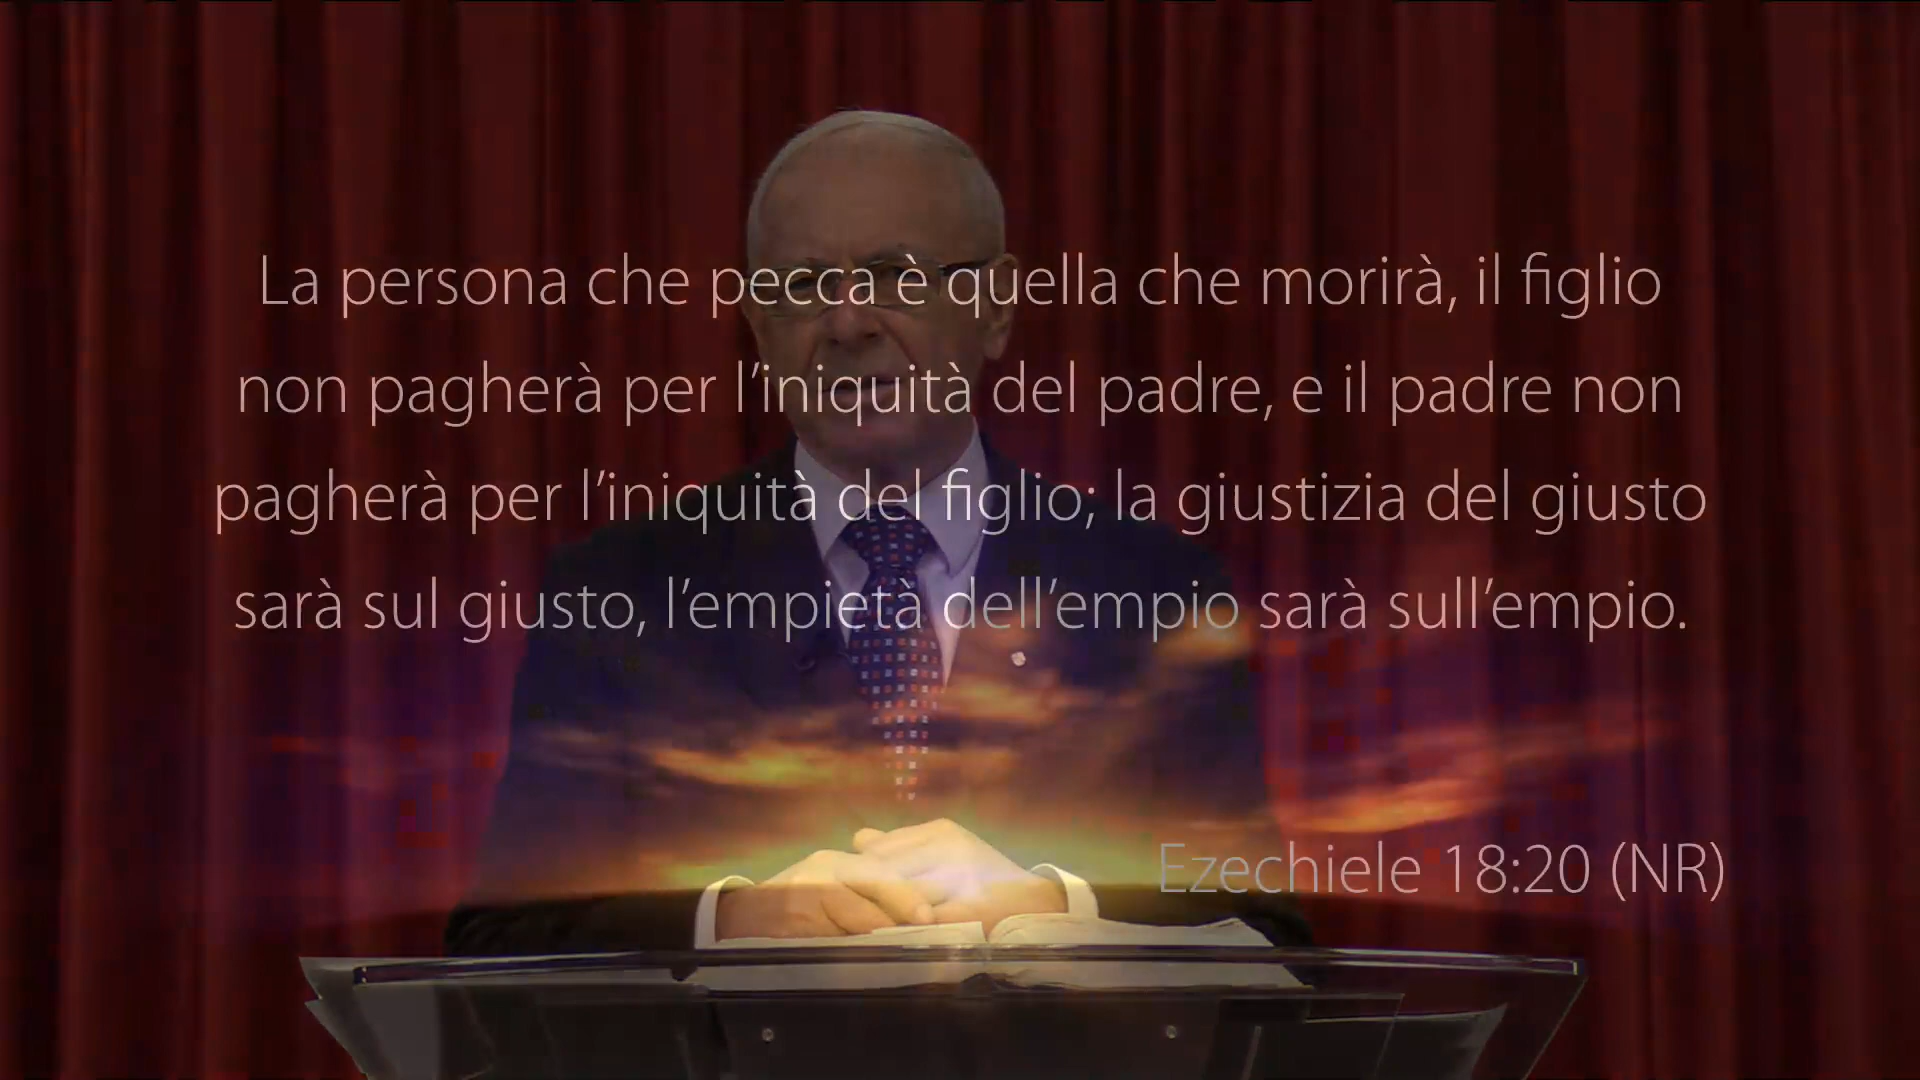 La persona che pecca è quella che morirà, il figlio
non pagherà per l’iniquità del padre, e il padre non
pagherà per l’iniquità del figlio; la giustizia del giusto
sarà sul giusto, l’empietà dell’empio sarà sull’empio.
Ezechiele 18:20 (NR)